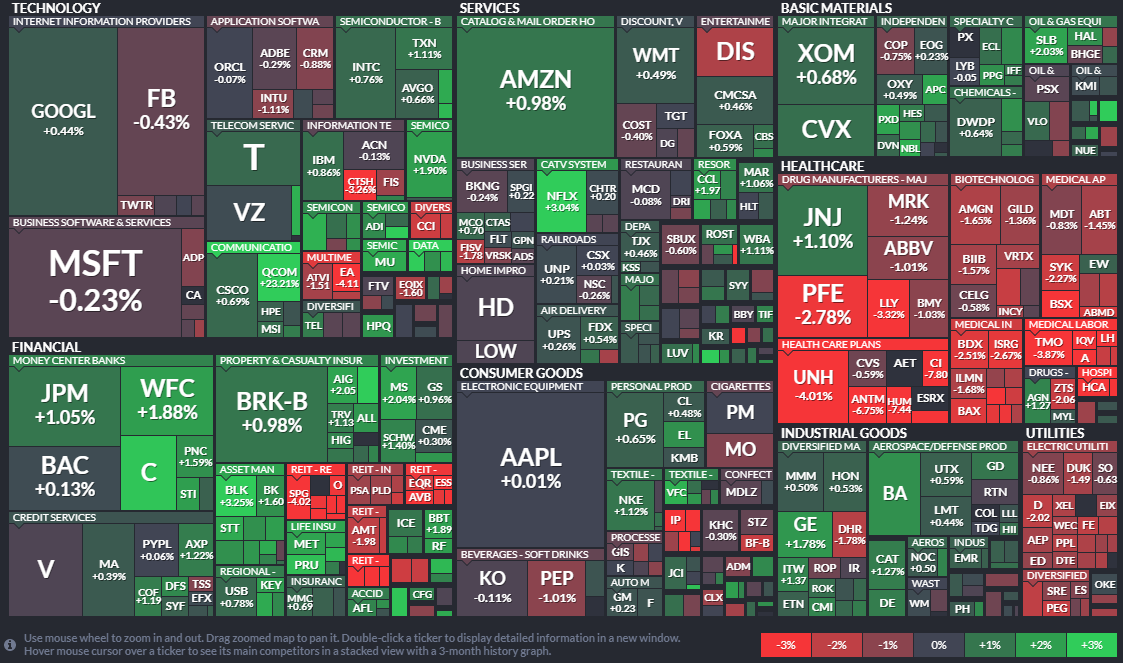 TECHNOLOGY
INTERNET INFORMATION PROVIDERS
GOOGL
+0.44%
FB
-0.43%
TWTR
APPLICATION SOFTWA
ORCL
-0.07%
ADBE
-0.29%
CRM
-0.88%
INTU
-1.11%
SEMICONDUCTOR - B
INTC
+0.76%
TXN
+1.11%
AVGO
+0.66%
BUSINESS SOFTWARE & SERVICES
MSFT
-0.23%
ADP
CA
TELECOM SERVIC
T
VZ
INFORMATION TE
IBM
+0.86%
ACN
-0.13%
CTSH
-3.26%
FIS
SEMICO
NVDA
+1.90%
COMMUNICATIO
CSCO
+0.69%
QCOM
+23.21%
HPE
MSI
SEMICON
SEMICO
ADI
DIVERS
CCI
MULTIME
ATVI
-1.51
EA
-4.11
SEMIC
MU
DATA
DIVERSIFI
TEL
FTV
EQIX
-1.60
HPQ
FINANCIAL
MONEY CENTER BANKS
JPM
+1.05%
WFC
+1.88%
BAC
+0.13%
C
PNC
+1.59%
STI
CREDIT SERVICES
V
MA
+0.39%
PYPL
+0.06%
AXP
+1.22%
COF
+1.19
DFS
SYF
TSS
EFX
PROPERTY & CASUALTY INSUR
BRK-B
+0.98%
AIG
+2.05
TRV
+1.13
ALL
HIG
INVESTMENT
MS
+2.04%
GS
+0.96%
SCHW
+1.40%
CME
+0.30%
ASSET MAN
BLK
+3.25%
BK
+1.60
STT
REIT - RE
SPG
-4.02
O
REIT - IN
PSA
PLD
REIT -
EQR
ESS
AVB
REGIONAL -
USB
+0.78%
KEY
LIFE INSU
MET
PRU
INSURANC
MMC
+0.69
REIT -
AMT
-1.98
REIT -
ACCID
AFL
ICE
BBT
+1.89
RF
CFG
SERVICES
CATALOG & MAIL ORDER HO
AMZN
+0.98%
DISCOUNT, V
WMT
+0.49%
COST
-0.40%
TGT
DG
ENTERTAINME
DIS
CMCSA
+0.46%
FOXA
+0.59%
CBS
BUSINESS SER
BKNG
-0.24%
SPGI
+0.22
MCO
+0.70
CTAS
FLT
GPN
FISV
-1.78
VRSK
ADS
CATV SYSTEM
NFLX
+3.04%
CHTR
+0.20
RESTAURAN
MCD
-0.08%
DRI
SBUX
-0.60%
RESOR
CCL
+1.97
MAR
+1.06%
HLT
HOME IMPRO
HD
LOW
RAILROADS
UNP
+0.21%
CSX
+0.03%
NSC
-0.26%
AIR DELIVERY
UPS
+0.26%
FDX
+0.54%
DEPA
TJX
+0.46%
KSS
MAJO
SPECI
ROST
WBA
+1.11%
SYY
BBY
TIF
KR
LUV
CONSUMER GOODS
ELECTRONIC EQUIPMENT
AAPL
+0.01%
PERSONAL PROD
PG
+0.65%
CL
+0.48%
EL
KMB
CIGARETTES
PM
MO
BEVERAGES - SOFT DRINKS
KO
-0.11%
PEP
-1.01%
TEXTILE -
NKE
+1.12%
TEXTILE -
VFC
CONFECT
MDLZ
PROCESSE
GIS
K
IP
KHC
-0.30%
STZ
BF-B
AUTO M
GM
+0.23
F
JCI
ADM
CLX
BASIC MATERIALS
MAJOR INTEGRAT
XOM
+0.68%
CVX
INDEPENDEN
COP
-0.75%
EOG
+0.23%
OXY
+0.49%
APC
PXD
HES
DVN
NBL
SPECIALTY C
PX
ECL
LYB
-0.05
PPG
IFF
CHEMICALS -
DWDP
+0.64%
OIL & GAS EQUI
SLB
+2.03%
HAL
BHGE
OIL &
PSX
VLO
OIL &
KMI
NUE
HEALTHCARE
DRUG MANUFACTURERS - MAJ
JNJ
+1.10%
MRK
-1.24%
ABBV
-1.01%
PFE
-2.78%
LLY
-3.32%
BMY
-1.03%
BIOTECHNOLOG
AMGN
-1.65%
GILD
-1.36%
BIIB
-1.57%
VRTX
CELG
-0.58%
INCY
MEDICAL AP
MDT
-0.83%
ABT
-1.45%
SYK
-2.27%
EW
BSX
ABMD
HEALTH CARE PLANS
UNH
-4.01%
CVS
-0.59%
AET
CI
-7.80
ANTM
-6.75%
HUM
-7.44
ESRX
MEDICAL IN
BDX
-2.51%
ISRG
-2.67%
ILMN
-1.68%
BAX
MEDICAL LABOR
TMO
-3.87%
IQV
LH
A
DRUGS -
AGN
+1.27
ZTS
-2.06
MYL
HOSPI
HCA
INDUSTRIAL GOODS
DIVERSIFIED MA
MMM
+0.50%
HON
+0.53%
GE
+1.78%
DHR
-1.78%
ITW
+1.37
ROP
IR
ROK
ETN
CMI
AEROSPACE/DEFENSE PROD
BA
UTX
+0.59%
GD
RTN
LMT
+0.44%
COL
LLL
TDG
HII
CAT
+1.27%
DE
AEROS
NOC
+0.50
WAST
WM
INDUS
EMR
PH
UTILITIES
ELECTRIC UTILITI
NEE
-0.86%
DUK
-1.49
SO
-0.63
D
-2.02
XEL
EIX
WEC
FE
AEP
PPL
ED
DTE
DIVERSIFIED
SRE
ES
PEG
OKE
Use mouse wheel to zoom in and out. Drag zoomed map to pan it. Double-click a ticker to display detailed information in a new window.
Hover mouse cursor over a ticker to see its main competitors in a stacked view with a 3-month history graph.
-3%
-2%
-1%
0%
+1%
+2%
+3%